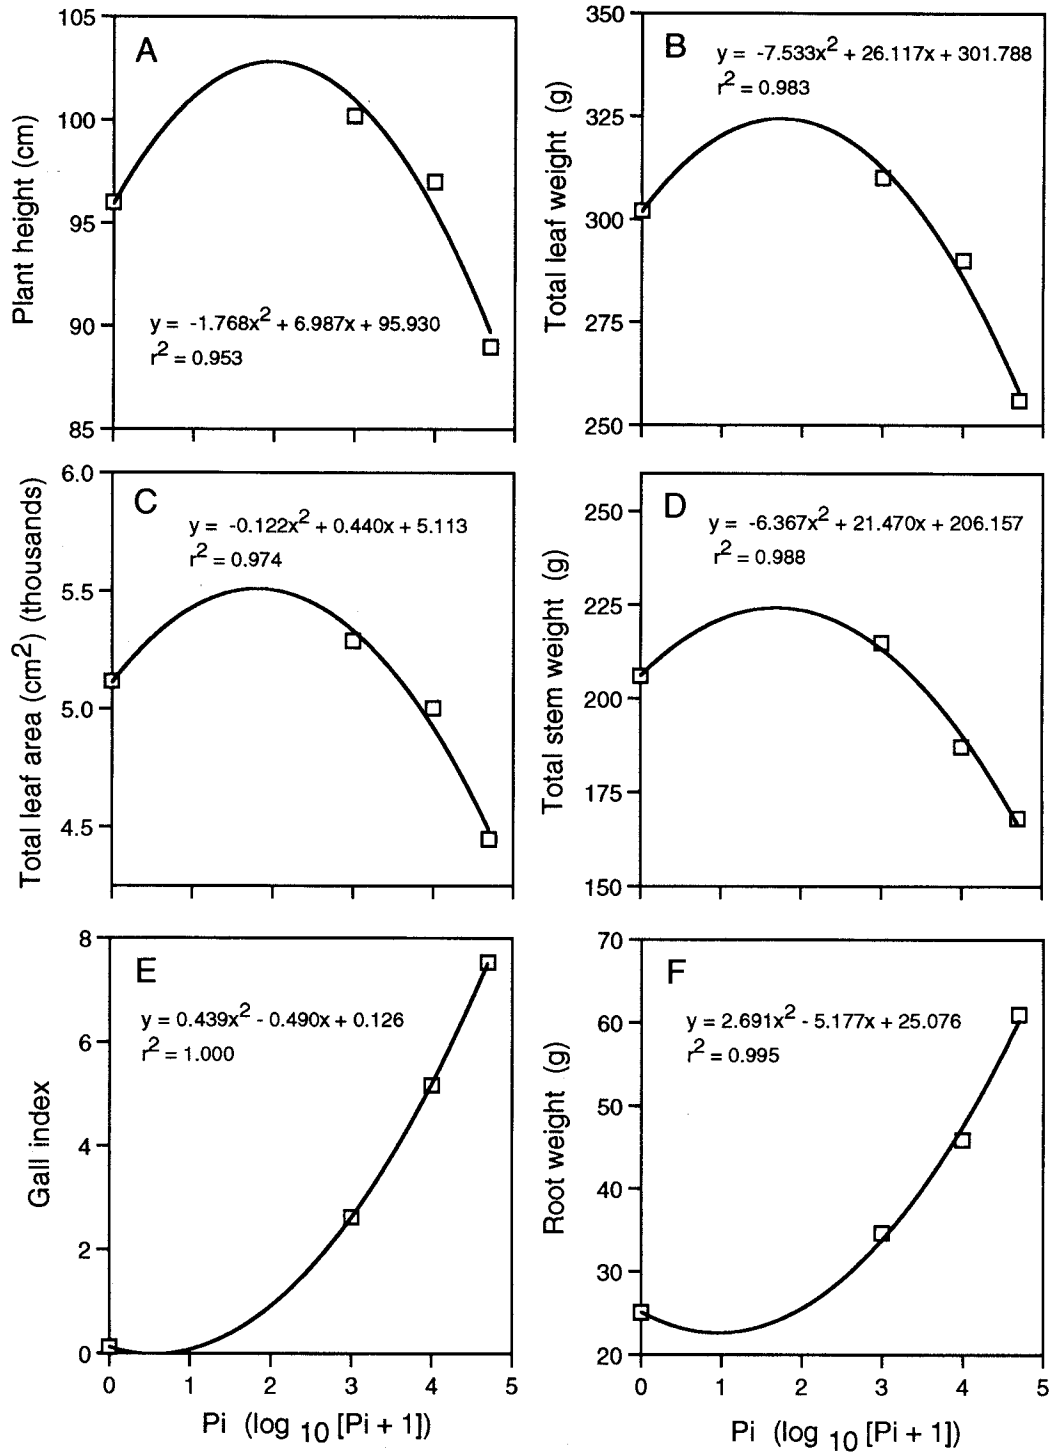 A
y = -1.768x2 + 6.987x + 95.930
r2 = 0.953
Plant height (cm)
105
100
95
90
85
B
y = -7.533x2 + 26.117x + 301.788
r2 = 0.983
Total leaf weight (g)
350
325
300
275
250
C
y = -0.122x2 + 0.440x + 5.113
r2 = 0.974
Total leaf area (cm2) (thousands)
6.0
5.5
5.0
4.5
D
y = -6.367x2 + 21.470x + 206.157
r2 = 0.988
Total stem weight (g)
250
225
200
175
150
E
y = 0.439x2 - 0.490x + 0.126
r2 = 1.000
Gall index
8
6
4
2
0
0 1 2 3 4 5
Pi (log 10 [Pi + 1])
F
y = 2.691x2 - 5.177x + 25.076
r2 = 0.995
Root weight (g)
70
60
50
40
30
20
0 1 2 3 4 5
Pi (log 10 [Pi + 1])